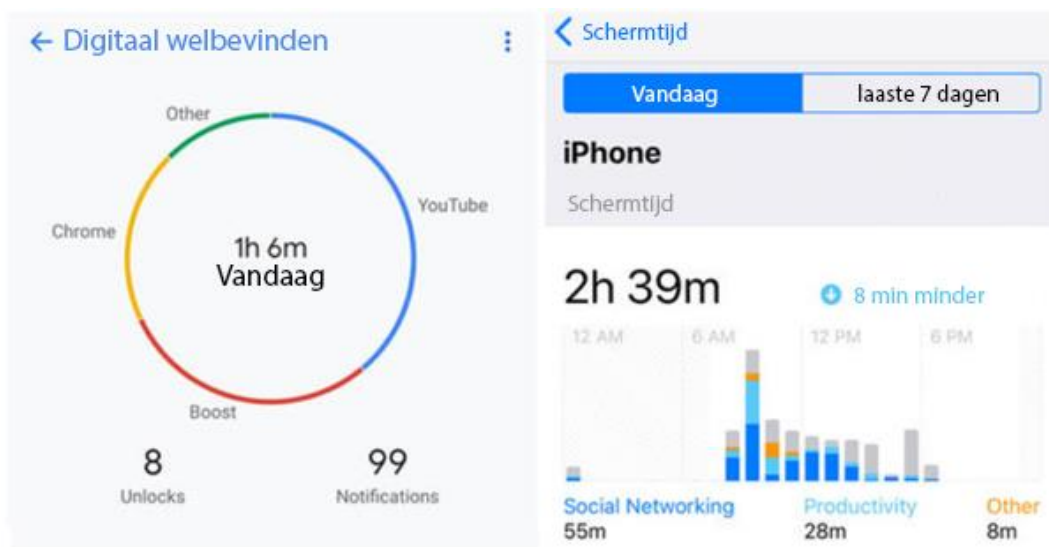 ← Digitaal welbevinden
Other
YouTube
Chrome
1h 6m
Vandaag
Boost
8
99
Unlocks
Notifications
Schermtijd
Vandaag
laaste 7 dagen
iPhone
Schermtijd
2h 39m
8 min minder
12 AM 6 AM 12 PM 6 PM
Social Networking Productivity Other
55m 28m 8m